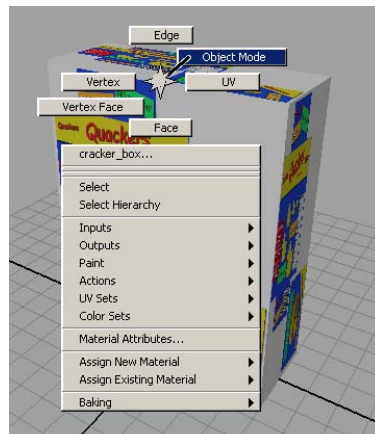 Edge
Object Mode
Vertex
UV
Vertex Face
Face
Quackers
cracker_box...
Select
Select Hierarchy
Inputs
Outputs
Paint
Actions
UV Sets
Color Sets
Material Attributes...
Assign New Material
Assign Existing Material
Baking